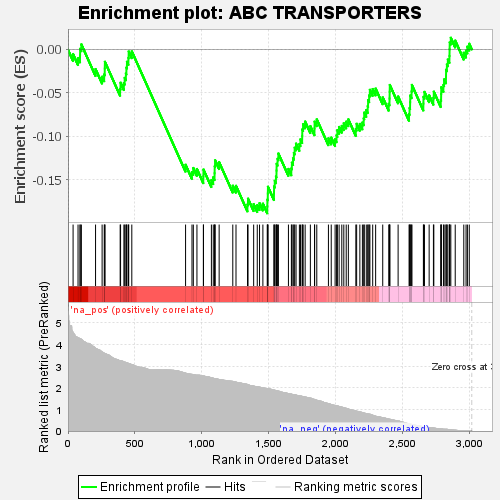 Enrichment plot: ABC TRANSPORTERS
Enrichment score (ES)
0.00
-0.05
-0.10
-0.15
'na_pos' (positively correlated)
Ranked list metric (PreRanked)
5
4
3
2
1
0
Zero cross at 3
'na_neg' (negatively correlated)
0
500
1,000
1,500
2,000
2,500
3,000
Rank in Ordered Dataset
Enrichment profile
Hits
Ranking metric scores